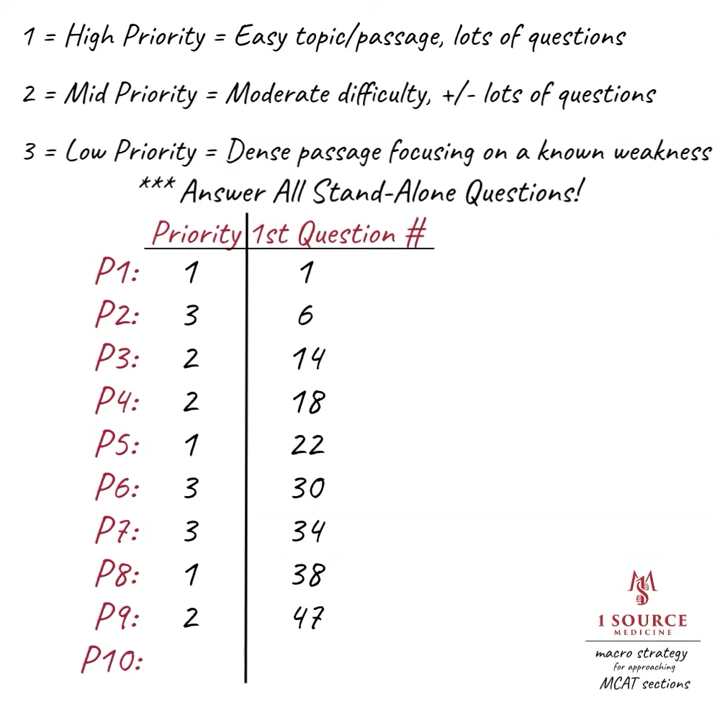 1 = High Priority = Easy topic/passage, lots of questions
2 = Mid Priority = Moderate difficulty, +/- lots of questions
3 = Low Priority = Dense passage focusing on a known weakness
*** Answer All Stand-Alone Questions!
Priority 1st Question #
P1: 1 1
P2: 3 6
P3: 2 14
P4: 2 18
P5: 1 22
P6: 3 30
P7: 3 34
P8: 1 38
P9: 2 47
P10:
1 SOURCE
MEDICINE
macro strategy
for approaching
MCAT sections